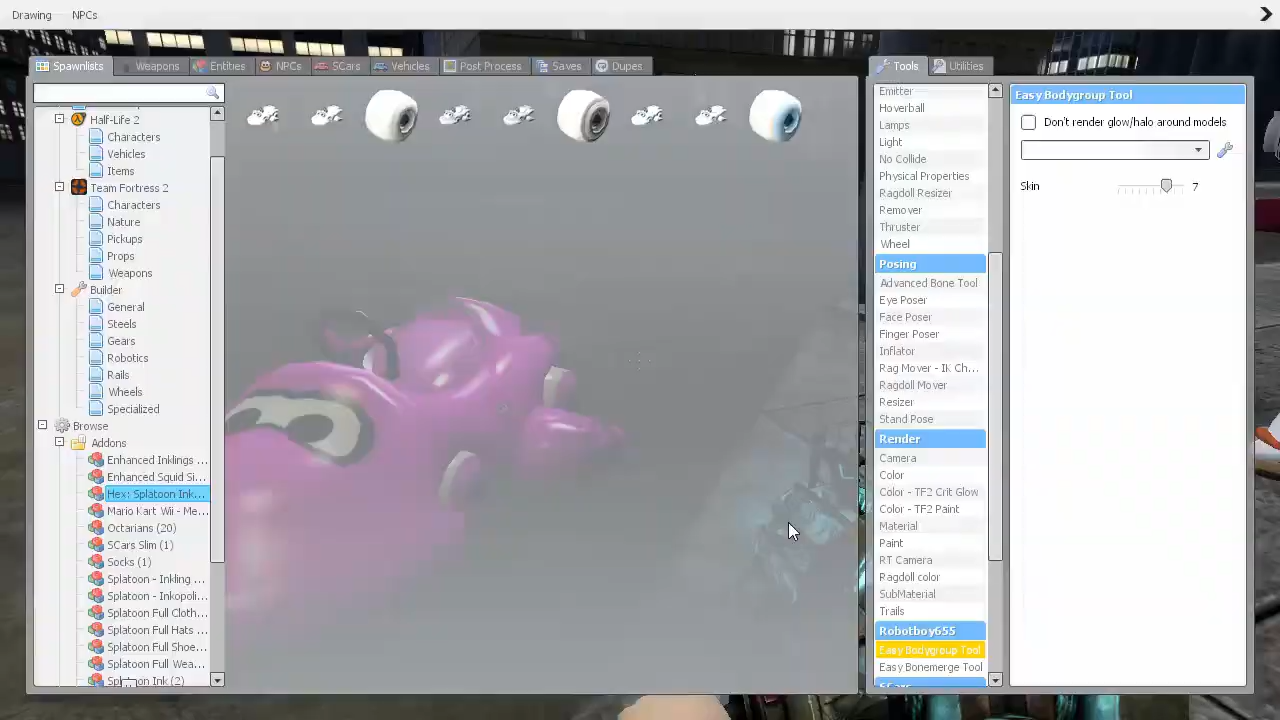 Drawing NPCs
Spawnlists Weapons Entities NPCs SCars Vehicles Post Process Saves Dupes
Half-Life 2
Characters
Vehicles
Items
Team Fortress 2
Characters
Nature
Pickups
Props
Weapons
Builder
General
Steels
Gears
Robotics
Rails
Wheels
Specialized
Browse
Addons
Enhanced Inklings ...
Enhanced Squid Si...
Hex: Splatoon Ink...
Mario Kart Wii - Me...
Octarians (20)
SCars Slim (1)
Socks (1)
Splatoon - Inkling ...
Splatoon - Inkopoli...
Splatoon Full Cloth...
Splatoon Full Hats ...
Splatoon Full Shoe...
Splatoon Full Wea...
Splatoon Ink (2)
Tools Utilities
Emitter
Hoverball
Lamps
Light
No Collide
Physical Properties
Ragdoll Resizer
Remover
Thruster
Wheel
Posing
Advanced Bone Tool
Eye Poser
Face Poser
Finger Poser
Inflator
Rag Mover - Ik Ch...
Ragdoll Mover
Resizer
Stand Pose
Render
Camera
Color
Color - TF2 Crit Glow
Color - TF2 Paint
Material
Paint
RT Camera
Ragdoll color
SubMaterial
Trails
Robotboy655
Easy Bodygroup Tool
Easy Bonemerge Tool
SCars
Easy Bodygroup Tool
Don't render glow/halo around models
Skin 7